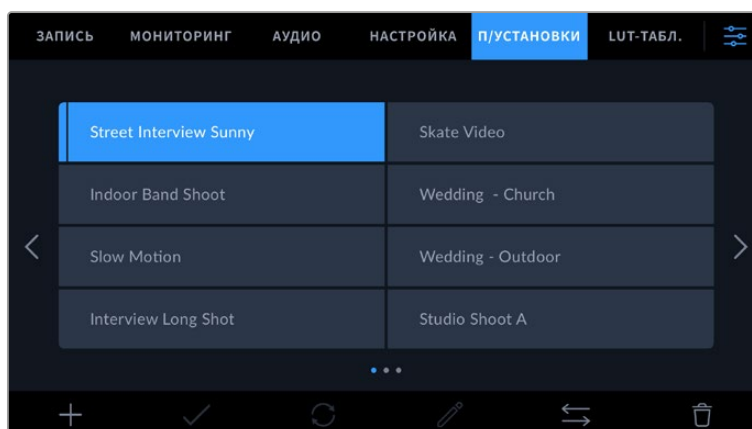 ЗАПИСЬ МОНИТОРИНГ АУДИО НАСТРОЙКА П/УСТАНОВКИ LUT-ТАБЛ.
Street Interview Sunny Skate Video
Indoor Band Shoot Wedding - Church
Slow Motion Wedding - Outdoor
Interview Long Shot Studio Shoot A